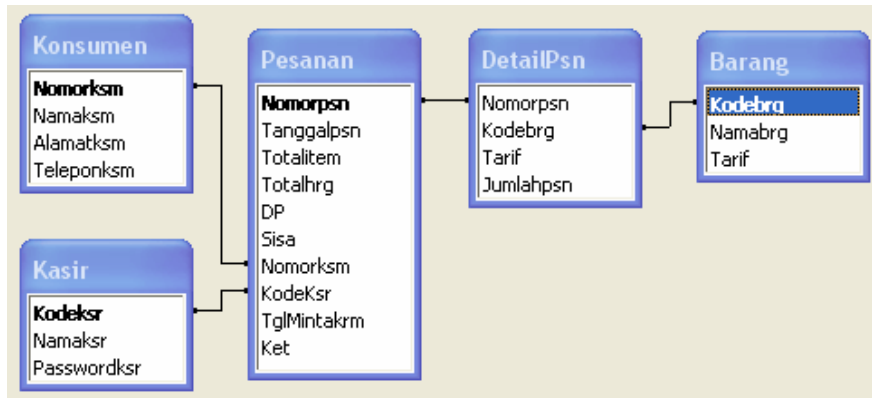 Konsumen
Nomorksm
Namaksm
Alamatksm
Teleponksm
Pesanan
Nomorpsn
Tanggalpsn
Totalitem
Totalhrg
DP
Sisa
Nomorksm
KodeKsr
TglMintakrm
Ket
DetailPsn
Nomorpsn
Kodebrg
Tarif
Jumlahpsn
Barang
Kodebrg
Namabrg
Tarif
Kasir
Kodeksr
Namaksr
Passwordksr